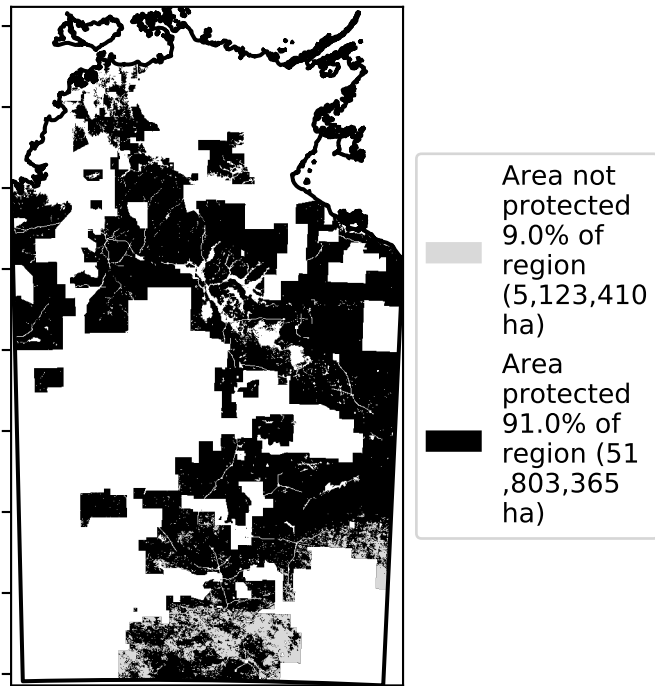 Area not
protected
9.0% of
region
(5,123,410
ha)
Area
protected
91.0% of
region (51
,803,365
ha)